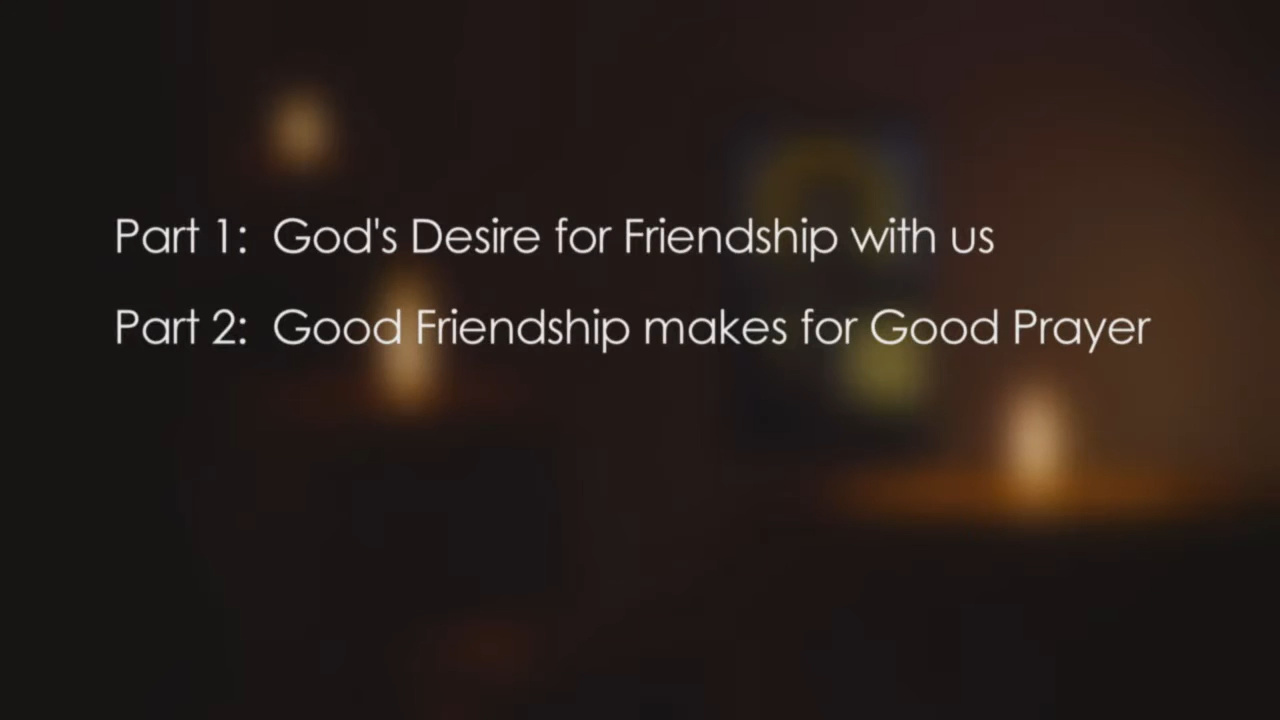 Part 1: God's Desire for Friendship with us
Part 2: Good Friendship makes for Good Prayer